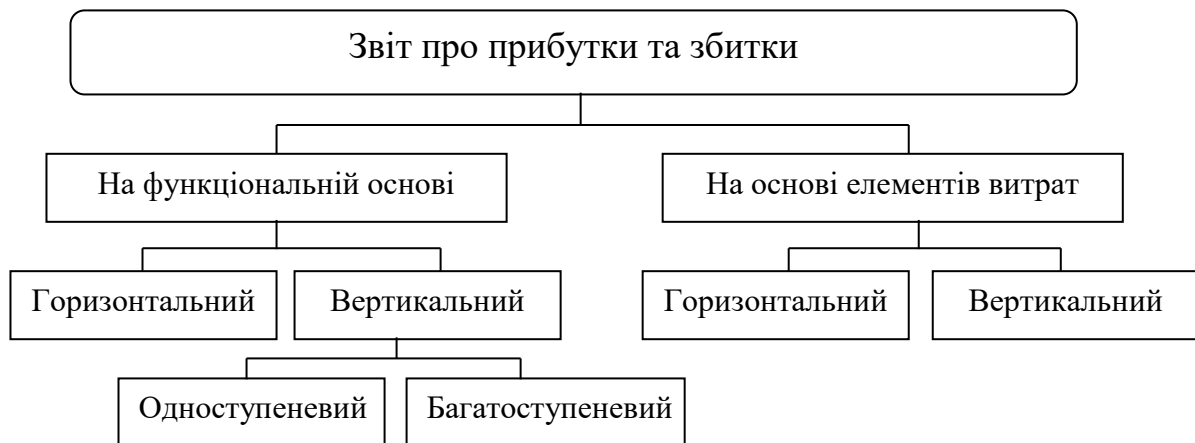 Звіт про прибутки та збитки
На функціональній основі
На основі елементів витрат
Горизонтальний
Вертикальний
Горизонтальний
Вертикальний
Одноступеневий
Багатоступеневий